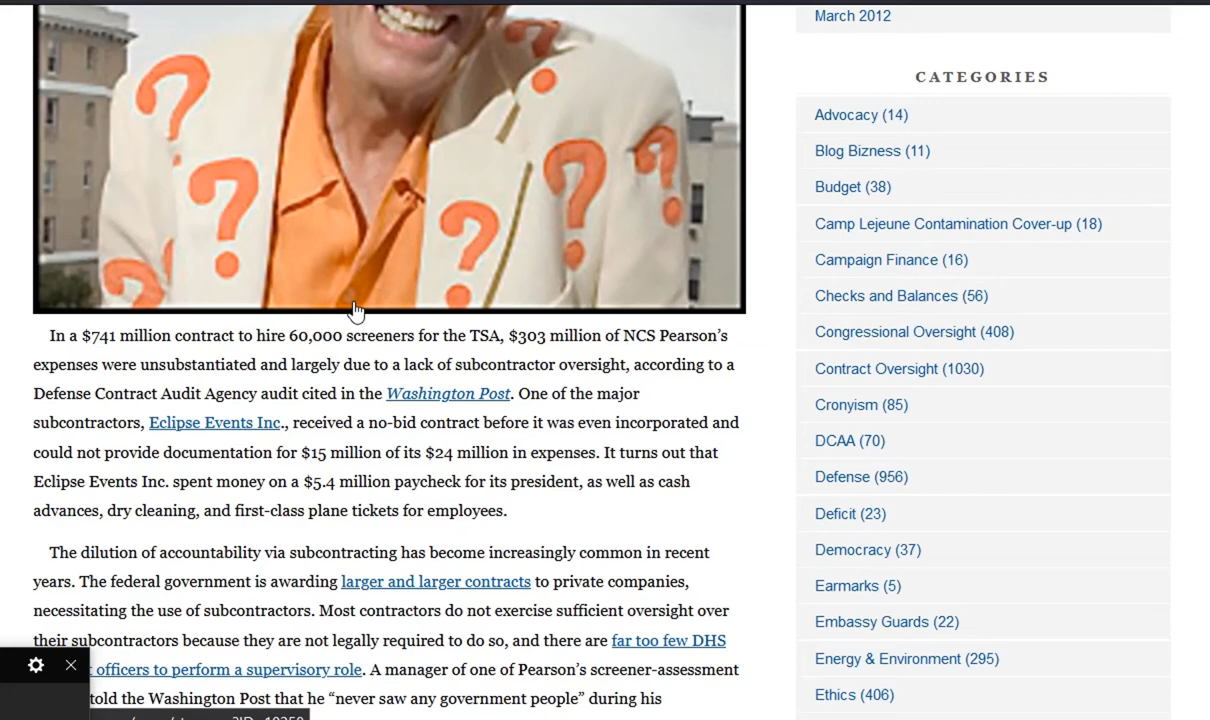 March 2012
CATEGORIES
Advocacy (14)
Blog Bizness (11)
Budget (38)
Camp Lejeune Contamination Cover-up (18)
Campaign Finance (16)
Checks and Balances (56)
Congressional Oversight (408)
Contract Oversight (1030)
Cronyism (85)
DCAA (70)
Defense (956)
Deficit (23)
Democracy (37)
Earmarks (5)
Embassy Guards (22)
Energy & Environment (295)
Ethics (406)
? ? ? ? ? ? ?
In a $741 million contract to hire 60,000 screeners for the TSA, $303 million of NCS Pearson’s
expenses were unsubstantiated and largely due to a lack of subcontractor oversight, according to a
Defense Contract Audit Agency audit cited in the Washington Post. One of the major
subcontractors, Eclipse Events Inc., received a no-bid contract before it was even incorporated and
could not provide documentation for $15 million of its $24 million in expenses. It turns out that
Eclipse Events Inc. spent money on a $5.4 million paycheck for its president, as well as cash
advances, dry cleaning, and first-class plane tickets for employees.
The dilution of accountability via subcontracting has become increasingly common in recent
years. The federal government is awarding larger and larger contracts to private companies,
necessitating the use of subcontractors. Most contractors do not exercise sufficient oversight over
their subcontractors because they are not legally required to do so, and there are far too few DHS
officers to perform a supervisory role. A manager of one of Pearson’s screener-assessment
told the Washington Post that he “never saw any government people” during his